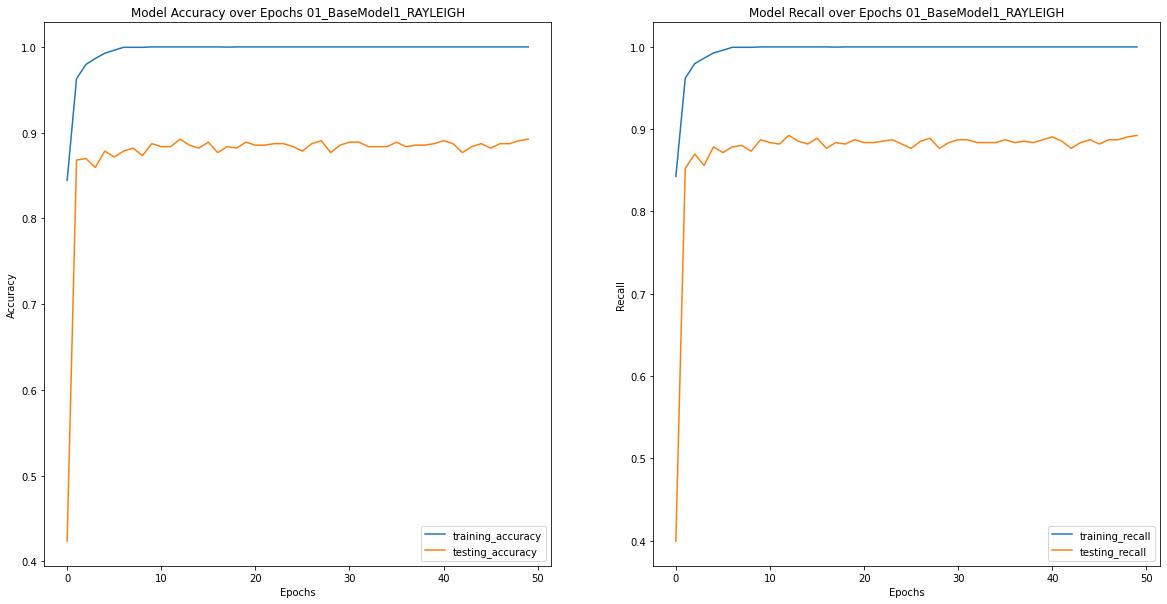 Model Accuracy over Epochs 01_BaseModel1_RAYLEIGH
1.0
0.9
0.8
0.7
0.6
0.5
0.4
Accuracy
0
10
20
30
40
50
Epochs
training_accuracy
testing_accuracy
Model Recall over Epochs 01_BaseModel1_RAYLEIGH
1.0
0.9
0.8
0.7
0.6
0.5
0.4
Recall
0
10
20
30
40
50
Epochs
training_recall
testing_recall